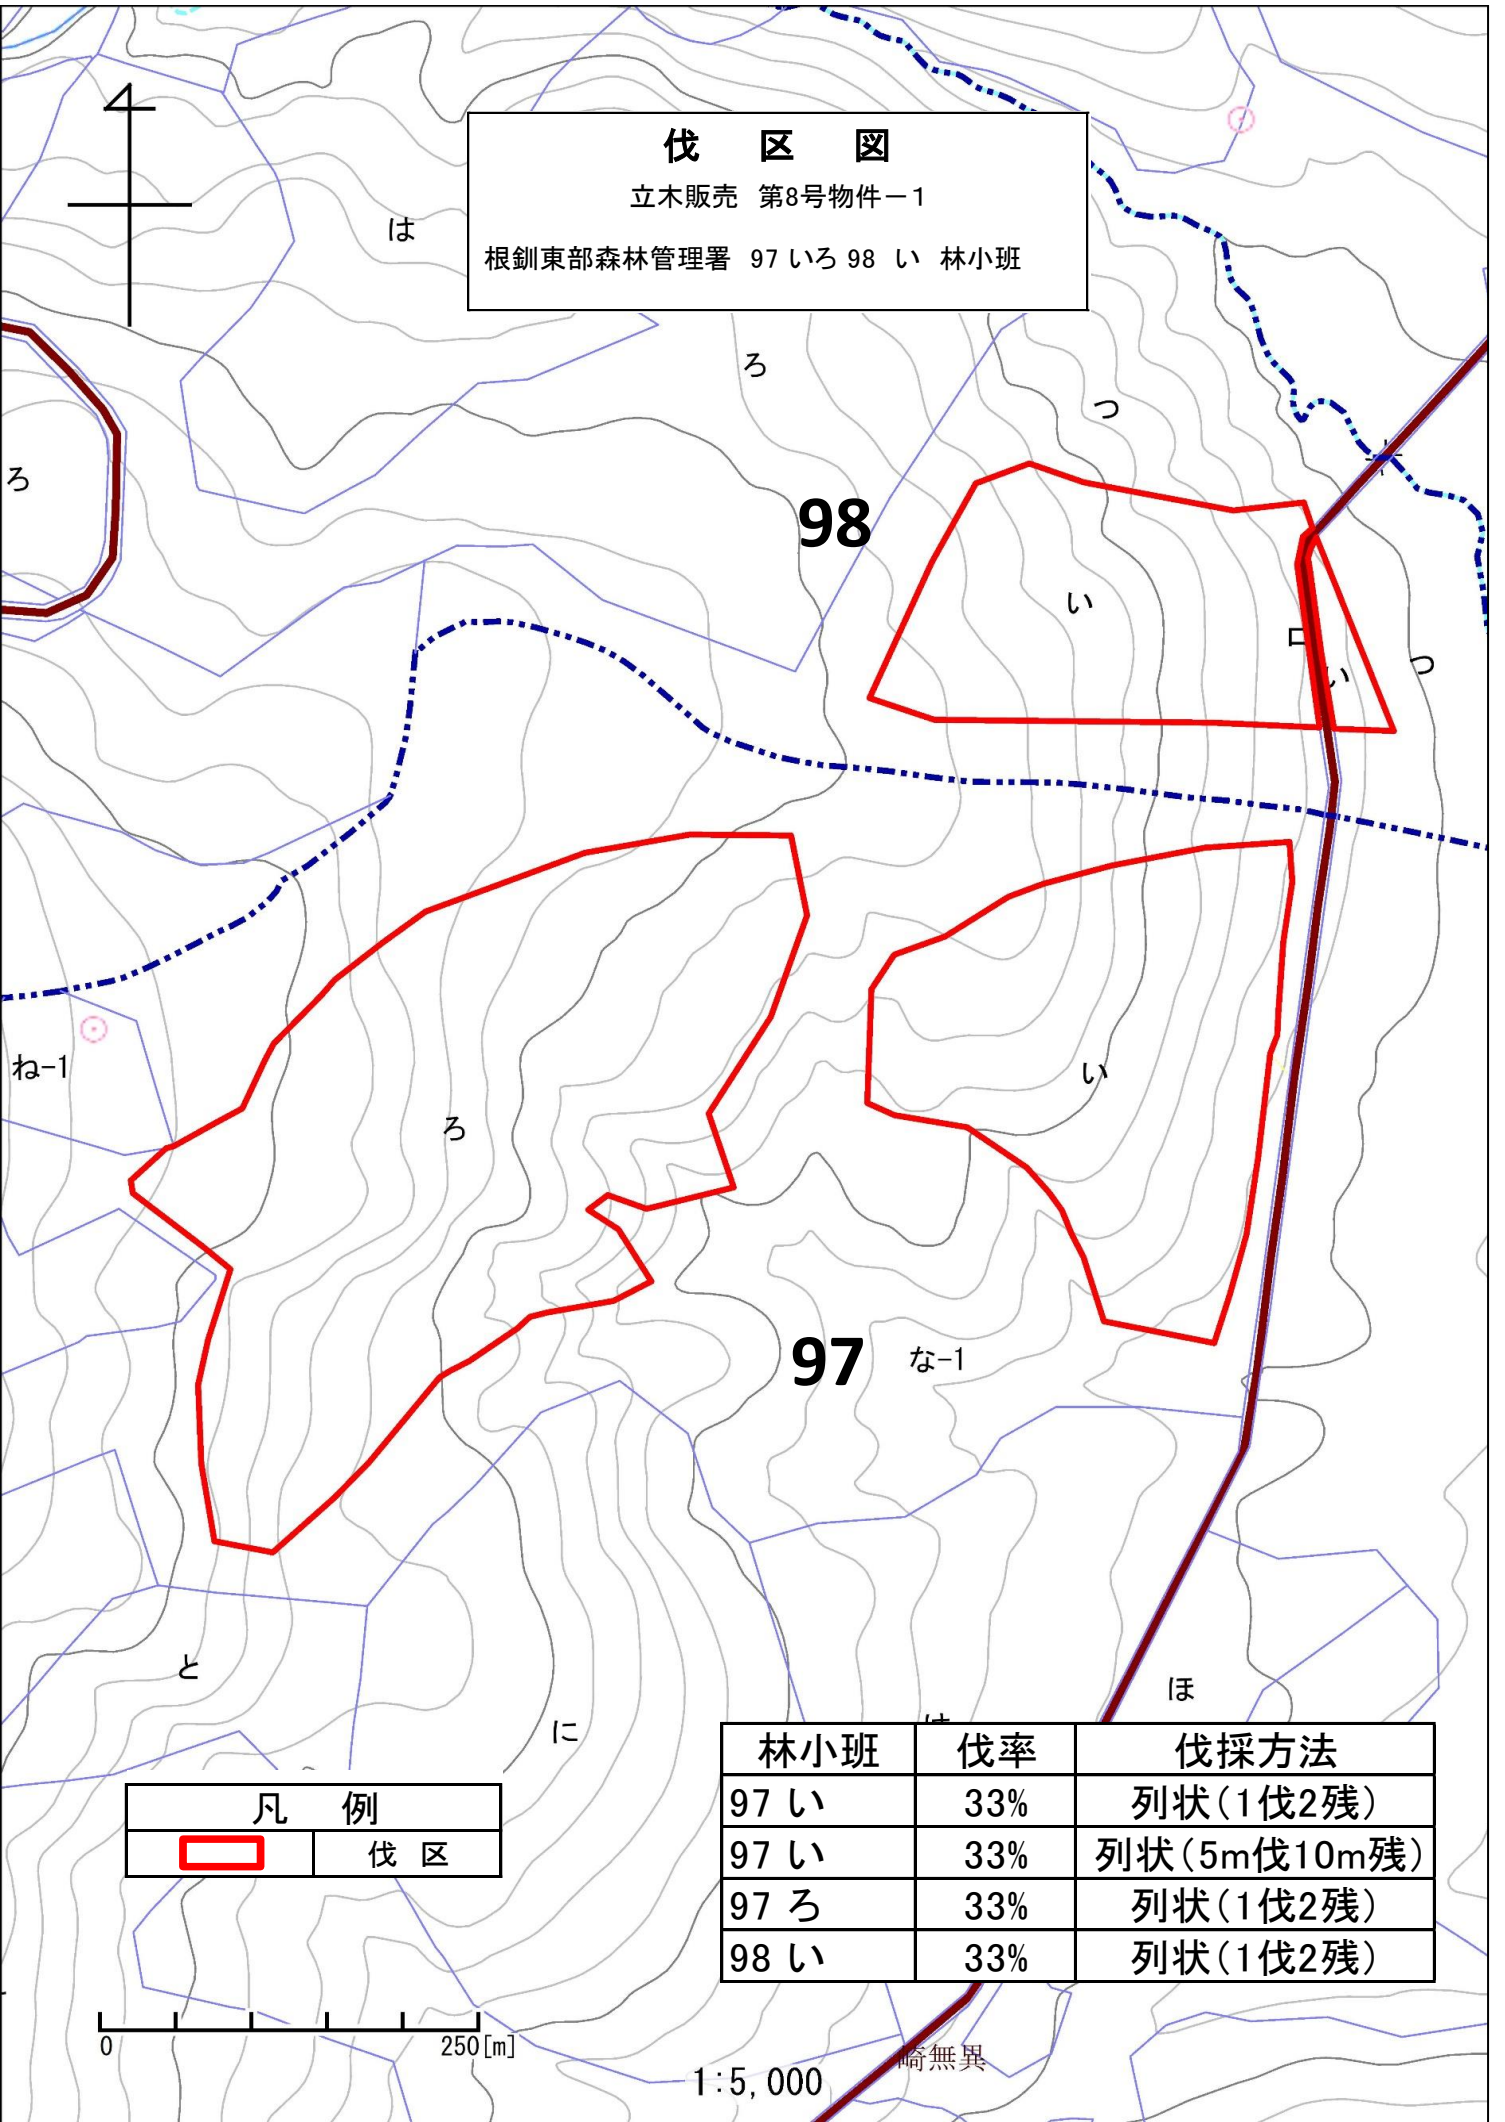 伐 区 図
立木販売 第8号物件－1
根釧東部森林管理署 97 いろ 98 い 林小班
は
ろ
つ
ろ
98
い
ロ
い
つ
ね-1
ろ
い
97
な-1
と
に
ほ
林小班 伐率 伐採方法
97 い 33% 列状(1伐2残)
97 い 33% 列状(5m伐10m残)
97 ろ 33% 列状(1伐2残)
98 い 33% 列状(1伐2残)
凡 例
伐 区
0 250[m]
1:5,000
崎無異